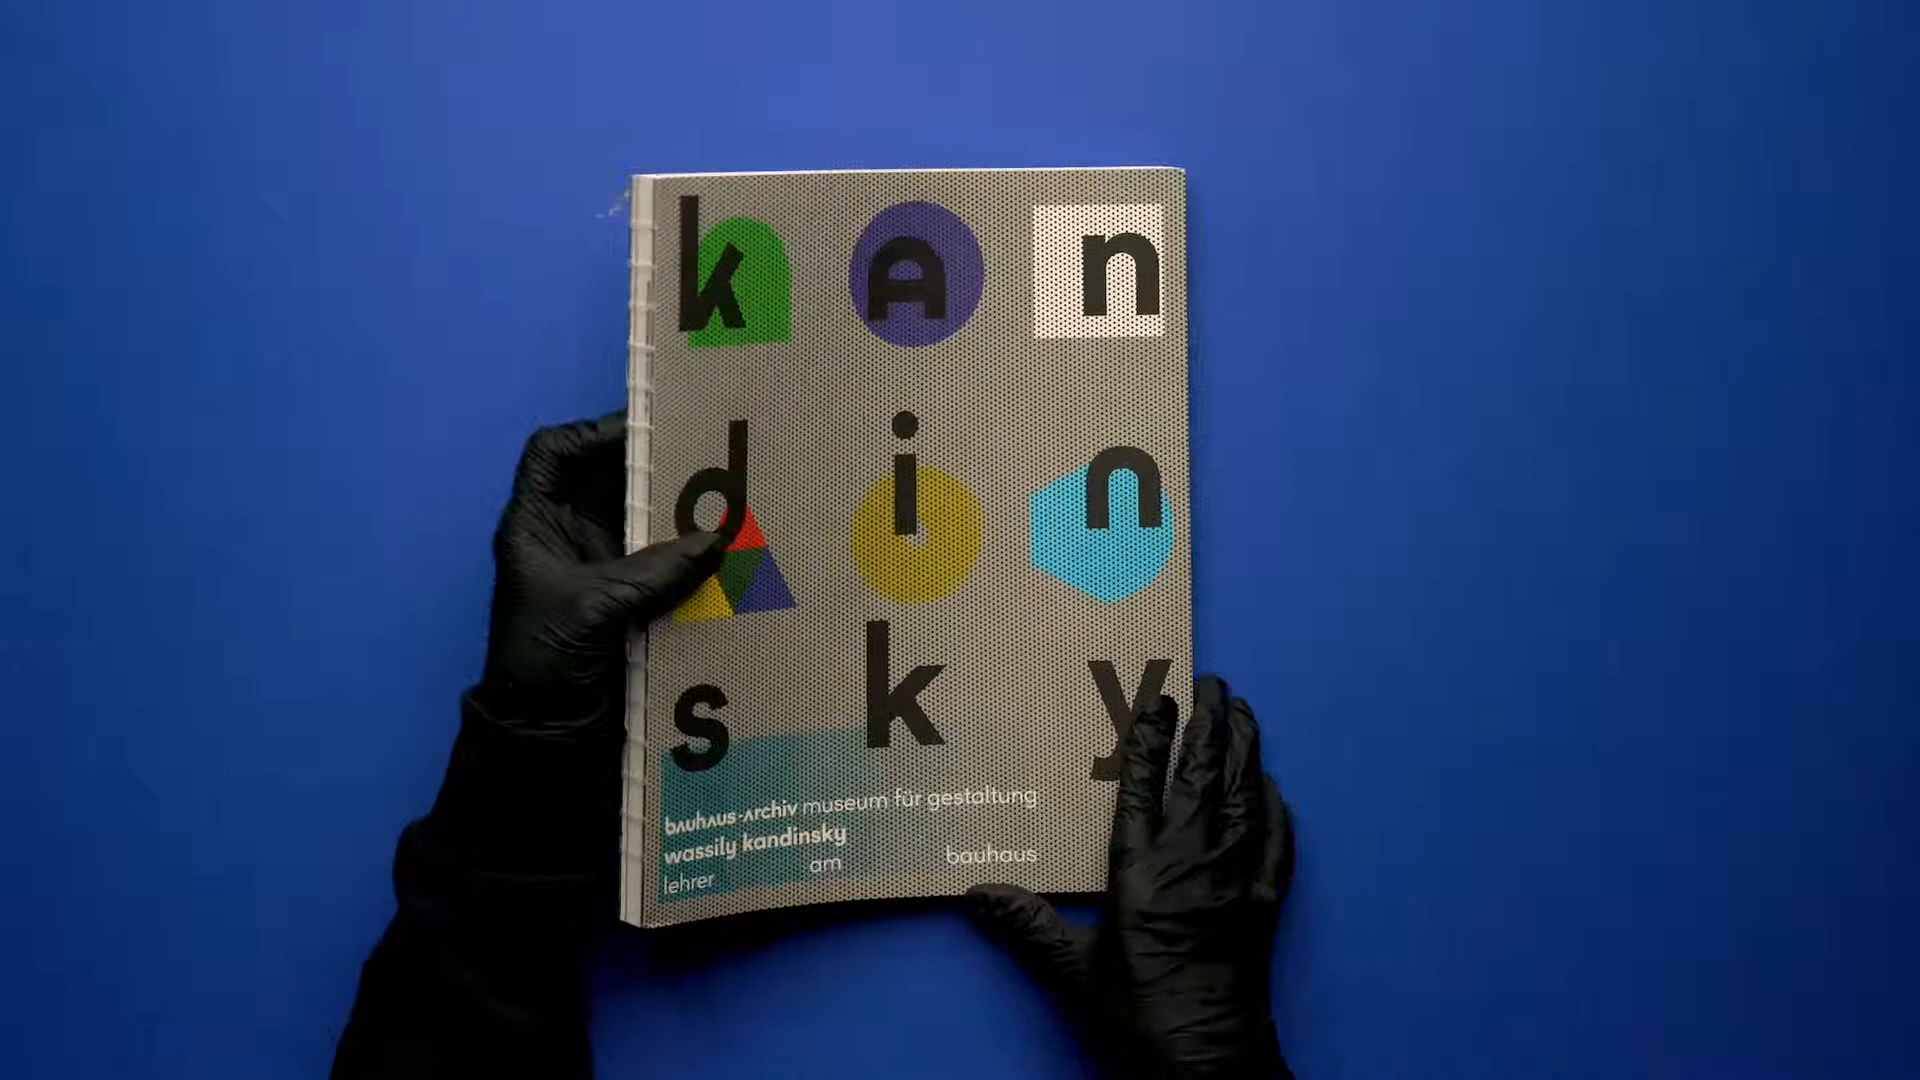 kan
din
sky
bauhaus-archiv museum für gestaltung
wassily kandinsky
lehrer am bauhaus